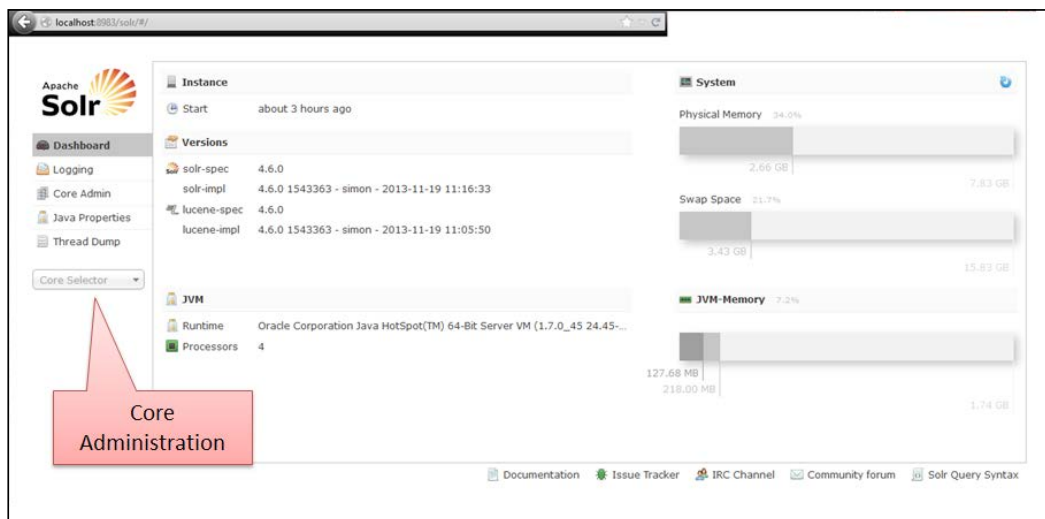 localhost:8983/solr/#/
Apache
Solr
Dashboard
Logging
Core Admin
Java Properties
Thread Dump
Core Selector
Instance
Start about 3 hours ago
Versions
solr-spec 4.6.0
solr-impl 4.6.0 1543363 - simon - 2013-11-19 11:16:33
lucene-spec 4.6.0
lucene-impl 4.6.0 1543363 - simon - 2013-11-19 11:05:50
JVM
Runtime Oracle Corporation Java HotSpot(TM) 64-Bit Server VM (1.7.0_45 24.45-...
Processors 4
System
Physical Memory 34.0%
2.66 GB
7.83 GB
Swap Space 21.7%
3.43 GB
15.83 GB
JVM-Memory 7.2%
127.68 MB
218.00 MB
1.74 GB
Core
Administration
Documentation Issue Tracker IRC Channel Community forum Solr Query Syntax